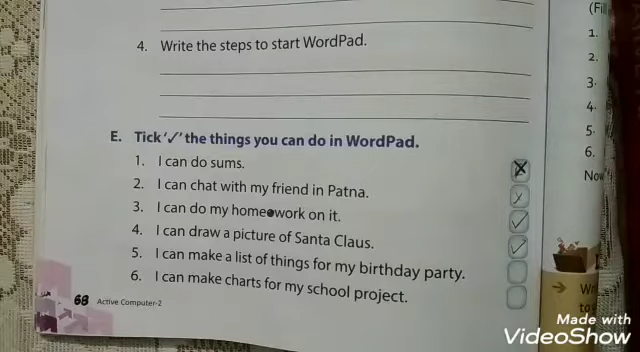 4. Write the steps to start WordPad.
E. Tick '✓' the things you can do in WordPad.
1. I can do sums.
2. I can chat with my friend in Patna.
3. I can do my homework on it.
4. I can draw a picture of Santa Claus.
5. I can make a list of things for my birthday party.
6. I can make charts for my school project.
68 Active Computer-2
1.
2.
3.
4.
5.
6.
Now
Made with
VideoShow